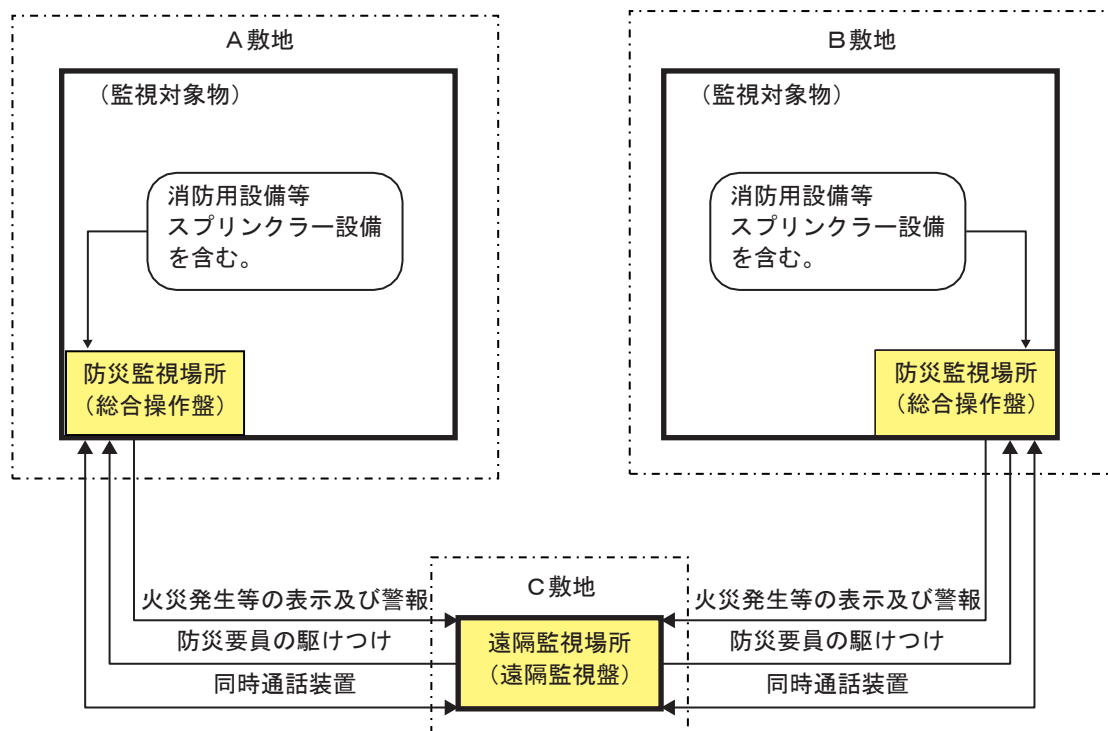 A敷地
(監視対象物)
消防用設備等
スプリンクラー設備
を含む。
防災監視場所
(総合操作盤)
B敷地
(監視対象物)
消防用設備等
スプリンクラー設備
を含む。
防災監視場所
(総合操作盤)
火災発生等の表示及び警報
防災要員の駆けつけ
同時通話装置
C敷地
遠隔監視場所
(遠隔監視盤)
火災発生等の表示及び警報
防災要員の駆けつけ
同時通話装置